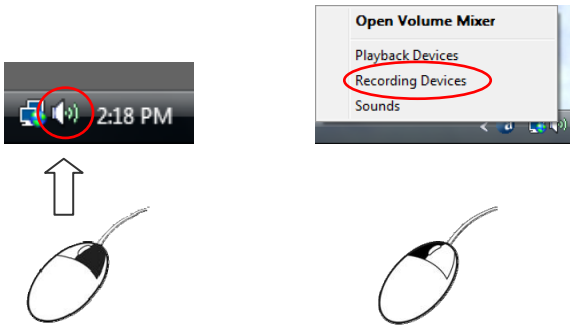 2:18 PM
Open Volume Mixer
Playback Devices
Recording Devices
Sounds